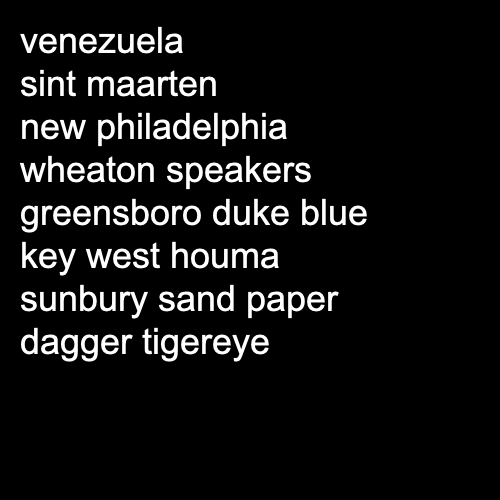 venezuela
sint maarten
new philadelphia
wheaton speakers
greensboro duke blue
key west houma
sunbury sand paper
dagger tigereye